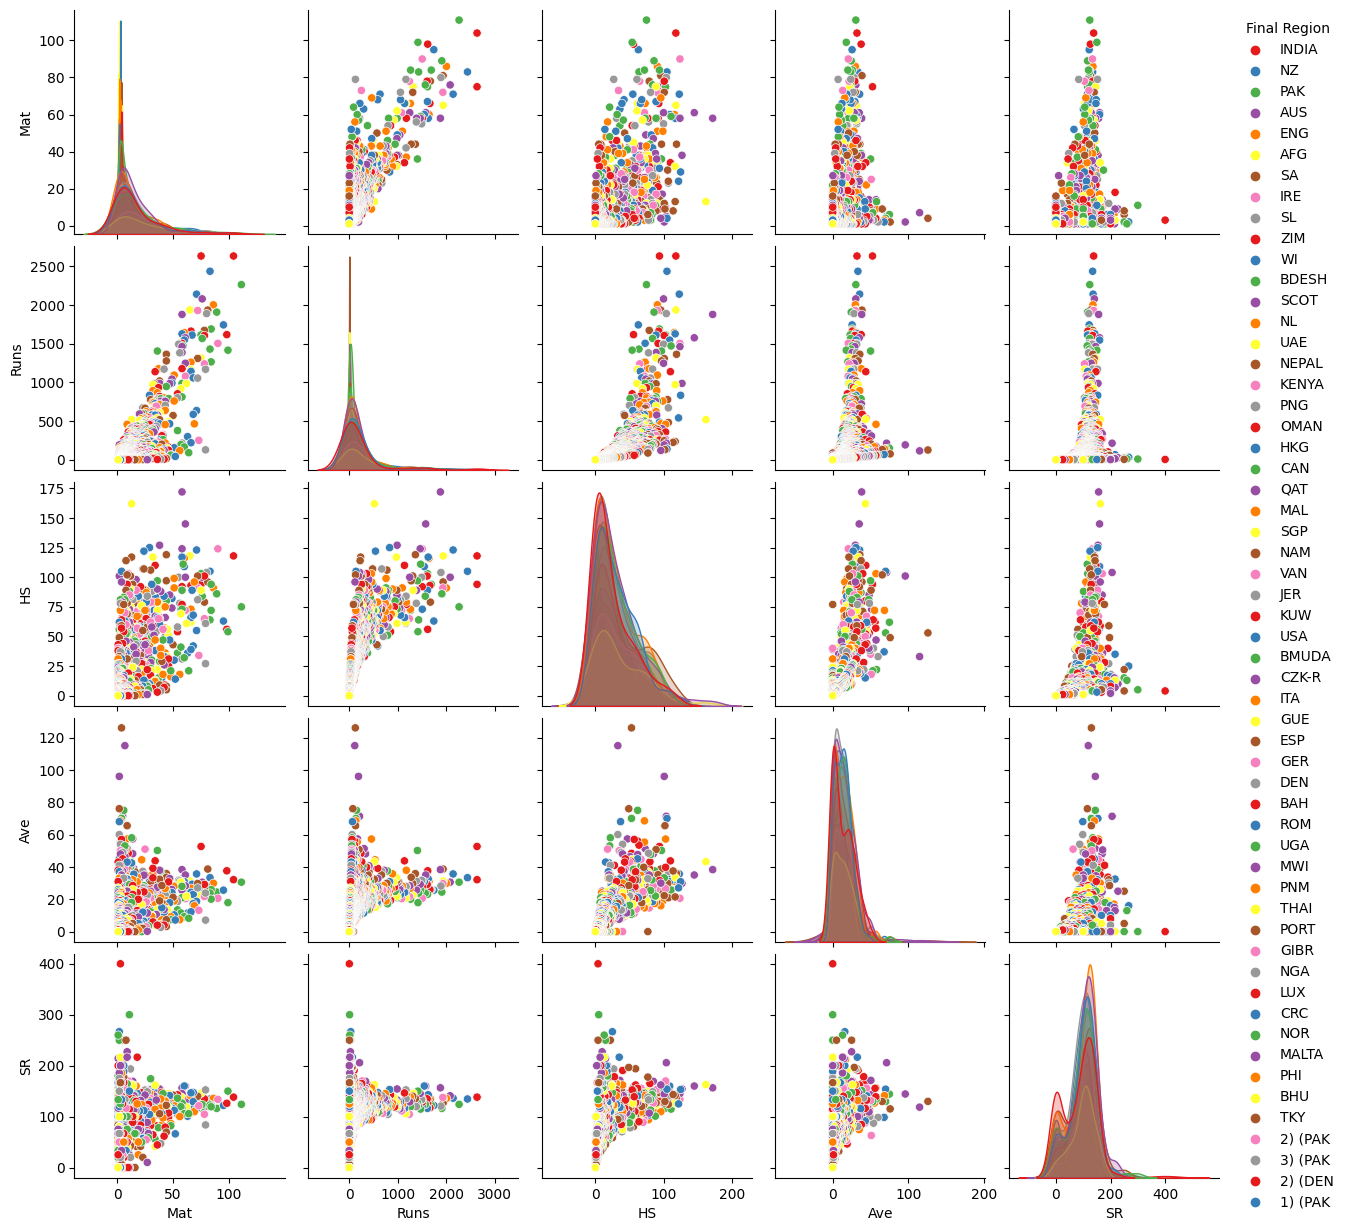 100
80
60
40
20
0
Mat
2500
2000
1500
1000
500
0
Runs
175
150
125
100
75
50
25
0
HS
120
100
80
60
40
20
0
Ave
400
300
200
100
0
SR
0 50 100
Mat
0 1000 2000 3000
Runs
0 100 200
HS
0 100 200
Ave
0 200 400
SR
Final Region
INDIA
NZ
PAK
AUS
ENG
AFG
SA
IRE
SL
ZIM
WI
BDESH
SCOT
NL
UAE
NEPAL
KENYA
PNG
OMAN
HKG
CAN
QAT
MAL
SGP
NAM
VAN
JER
KUW
USA
BMUDA
CZK-R
ITA
GUE
ESP
GER
DEN
BAH
ROM
UGA
MWI
PNM
THAI
PORT
GIBR
NGA
LUX
CRC
NOR
MALTA
PHI
BHU
TKY
2) (PAK
3) (PAK
2) (DEN
1) (PAK